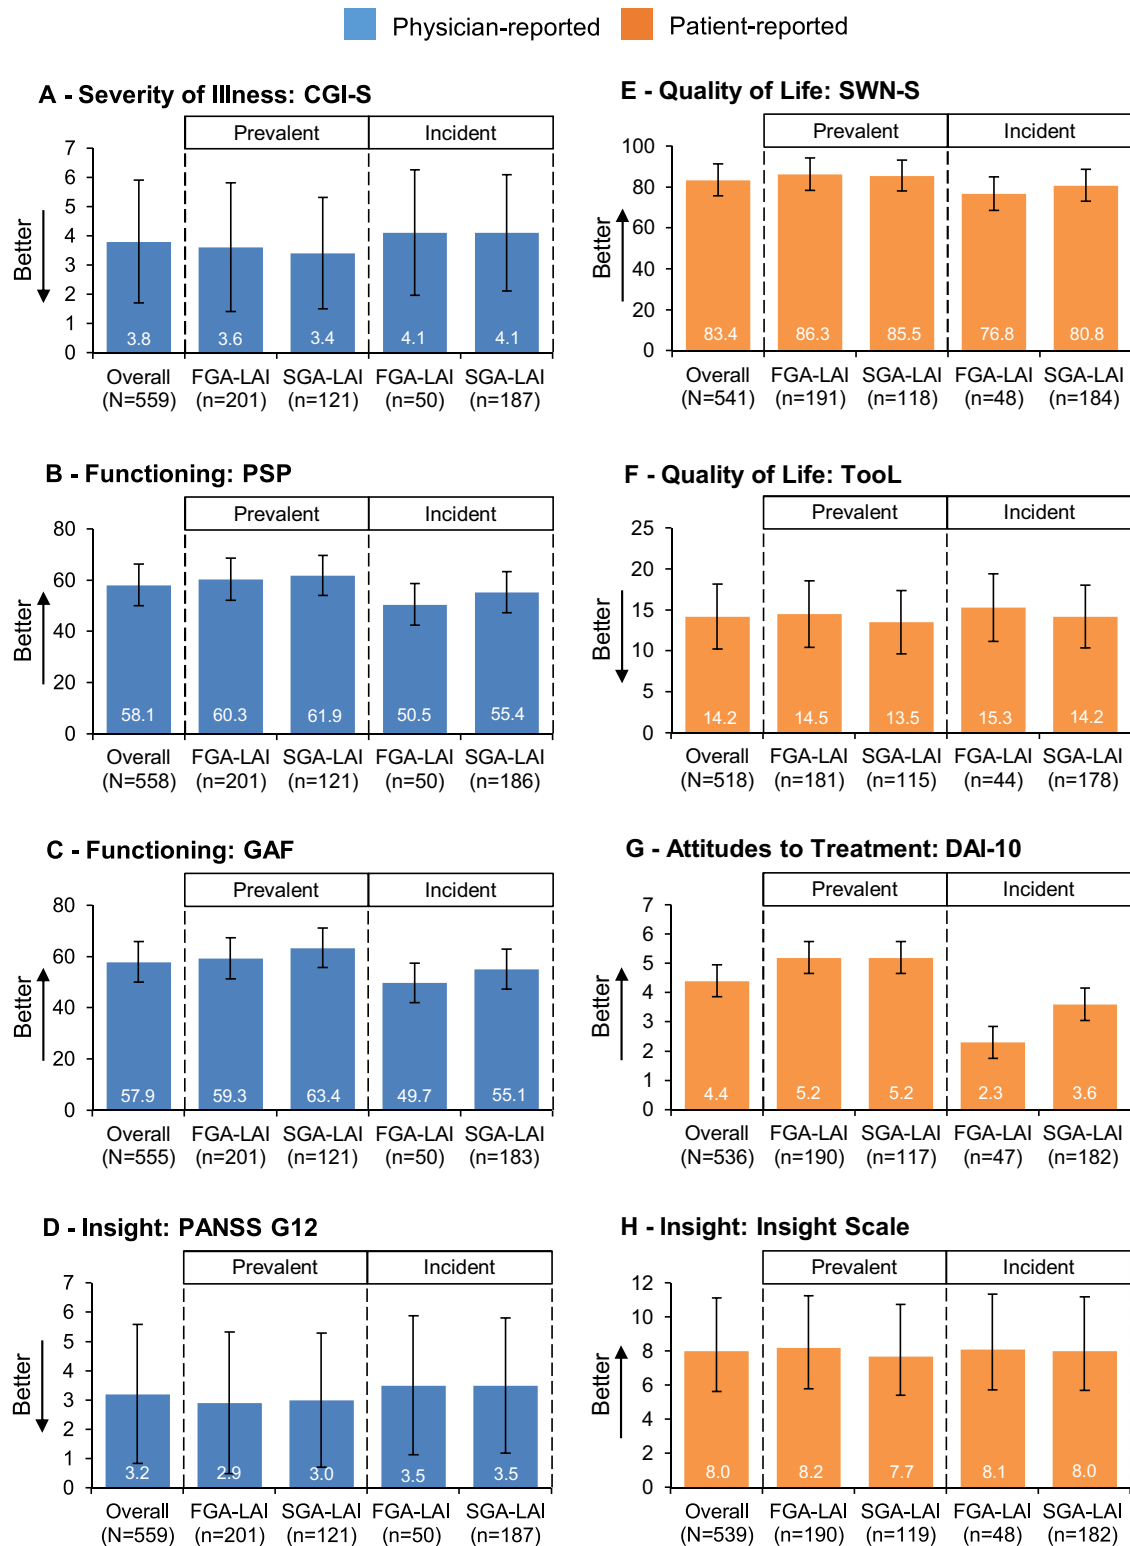 Physician-reported Patient-reported
A - Severity of Illness: CGI-S
Prevalent Incident
7
6
5
4
3
2
1
0
Better
3.8 3.6 3.4 4.1 4.1
Overall FGA-LAI SGA-LAI FGA-LAI SGA-LAI
(N=559) (n=201) (n=121) (n=50) (n=187)
B - Functioning: PSP
Prevalent Incident
80
60
40
20
0
Better
58.1 60.3 61.9 50.5 55.4
Overall FGA-LAI SGA-LAI FGA-LAI SGA-LAI
(N=558) (n=201) (n=121) (n=50) (n=186)
C - Functioning: GAF
Prevalent Incident
80
60
40
20
0
Better
57.9 59.3 63.4 49.7 55.1
Overall FGA-LAI SGA-LAI FGA-LAI SGA-LAI
(N=555) (n=201) (n=121) (n=50) (n=183)
D - Insight: PANSS G12
Prevalent Incident
7
6
5
4
3
2
1
0
Better
3.2 2.9 3.0 3.5 3.5
Overall FGA-LAI SGA-LAI FGA-LAI SGA-LAI
(N=559) (n=201) (n=121) (n=50) (n=187)
E - Quality of Life: SWN-S
Prevalent Incident
100
80
60
40
20
0
Better
83.4 86.3 85.5 76.8 80.8
Overall FGA-LAI SGA-LAI FGA-LAI SGA-LAI
(N=541) (n=191) (n=118) (n=48) (n=184)
F - Quality of Life: TooL
Prevalent Incident
25
20
15
10
5
0
Better
14.2 14.5 13.5 15.3 14.2
Overall FGA-LAI SGA-LAI FGA-LAI SGA-LAI
(N=518) (n=181) (n=115) (n=44) (n=178)
G - Attitudes to Treatment: DAI-10
Prevalent Incident
7
6
5
4
3
2
1
0
Better
4.4 5.2 5.2 2.3 3.6
Overall FGA-LAI SGA-LAI FGA-LAI SGA-LAI
(N=536) (n=190) (n=117) (n=47) (n=182)
H - Insight: Insight Scale
Prevalent Incident
12
10
8
6
4
2
0
Better
8.0 8.2 7.7 8.1 8.0
Overall FGA-LAI SGA-LAI FGA-LAI SGA-LAI
(N=539) (n=190) (n=119) (n=48) (n=182)